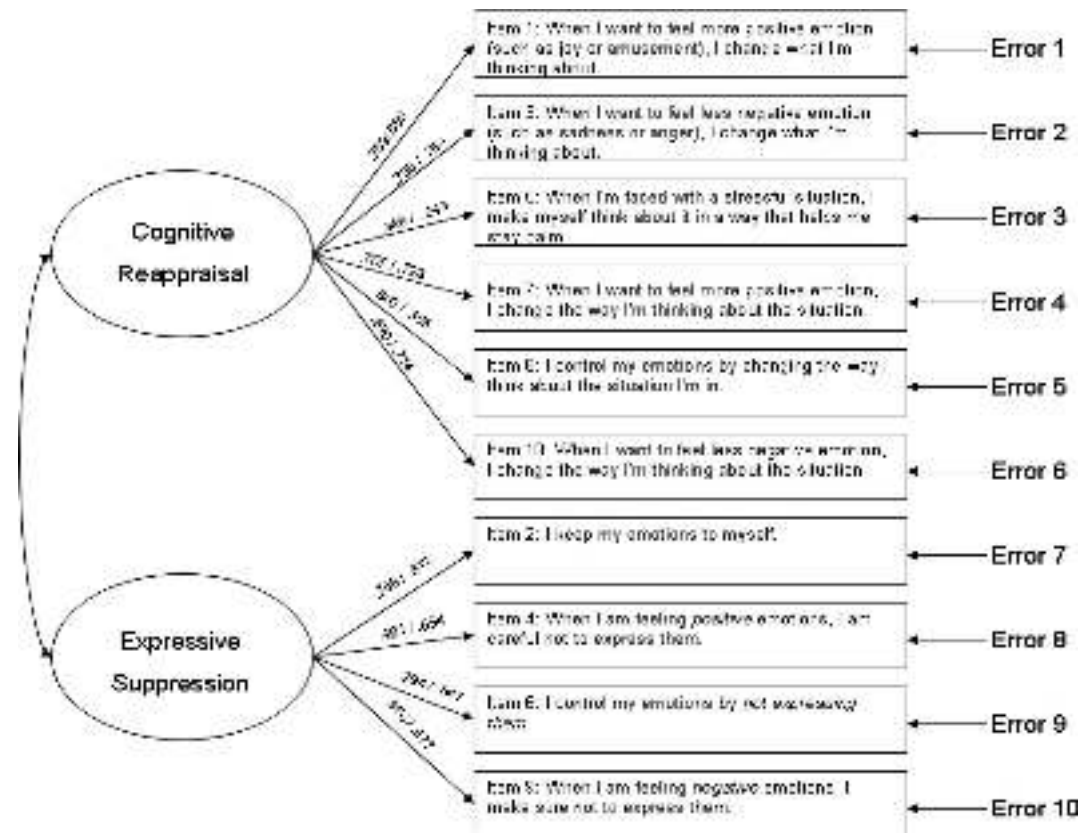 Item 1: When I want to feel more positive emotion
(such as joy or amusement), I change what I'm
thinking about.
Error 1
Item 3: When I want to feel less negative emotion
(such as sadness or anger), I change what I'm
thinking about.
Error 2
Cognitive
Reappraisal
When I'm faced with a stressful situation, I
make myself think about it in a way that helps me
stay calm.
Error 3
Item 7: When I want to feel more positive emotion,
I change the way I'm thinking about the situation.
Error 4
I control my emotions by changing the way I
think about the situation I'm in.
Error 5
Item 10: When I want to feel less negative emotion,
I change the way I'm thinking about the situation
Error 6
Item 2: I keep my emotions to myself.
Error 7
Item 4: When I am feeling positive emotions, I am
careful not to express them.
Error 8
Expressive
Suppression
Item 6: I control my emotions by not expressing
them
Error 9
Item 9: When I am feeling negative emotions, I
make sure not to express them.
Error 10